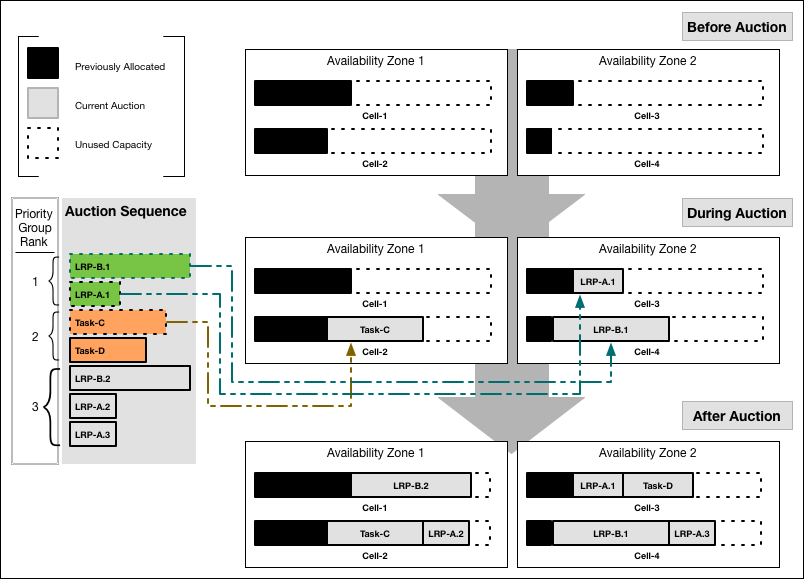 Before Auction
Previously Allocated
Current Auction
Unused Capacity
Availability Zone 1
Cell-1
Cell-2
Availability Zone 2
Cell-3
Cell-4
Priority
Group
Rank
Auction Sequence
1
LRP-B.1
LRP-A.1
2
Task-C
Task-D
3
LRP-B.2
LRP-A.2
LRP-A.3
During Auction
Availability Zone 1
Cell-1
Task-C
Cell-2
Availability Zone 2
LRP-A.1
Cell-3
LRP-B.1
Cell-4
After Auction
Availability Zone 1
LRP-B.2
Cell-1
Task-C
LRP-A.2
Cell-2
Availability Zone 2
LRP-A.1
Task-D
Cell-3
LRP-B.1
LRP-A.3
Cell-4